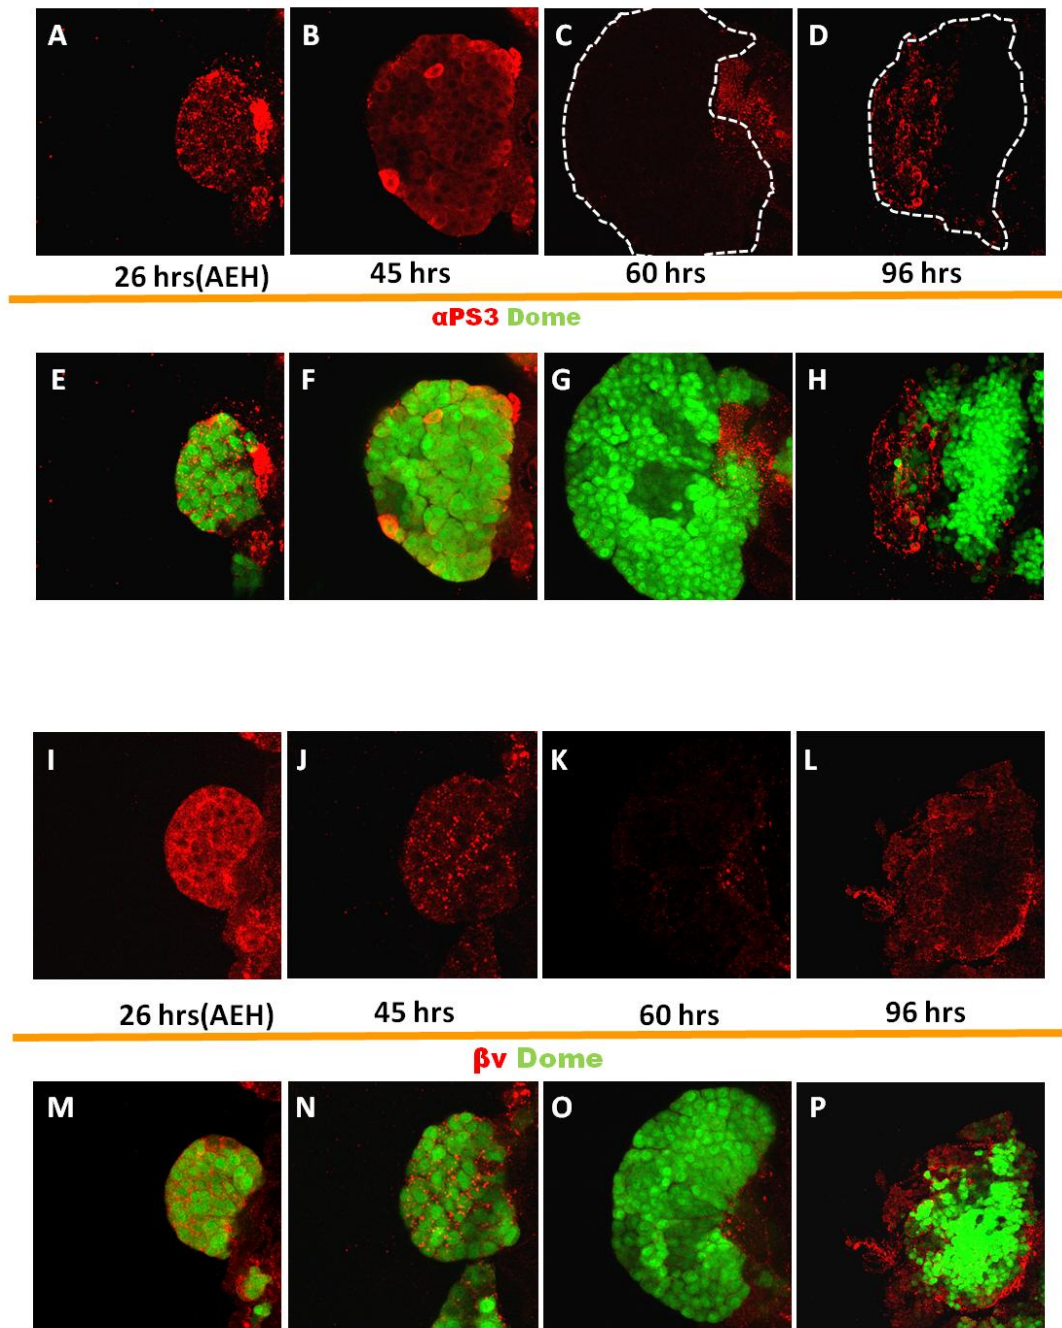 A B C D
26 hrs(AEH) 45 hrs 60 hrs 96 hrs
αPS3 Dome
E F G H
I J K L
26 hrs(AEH) 45 hrs 60 hrs 96 hrs
βν Dome
M N O P